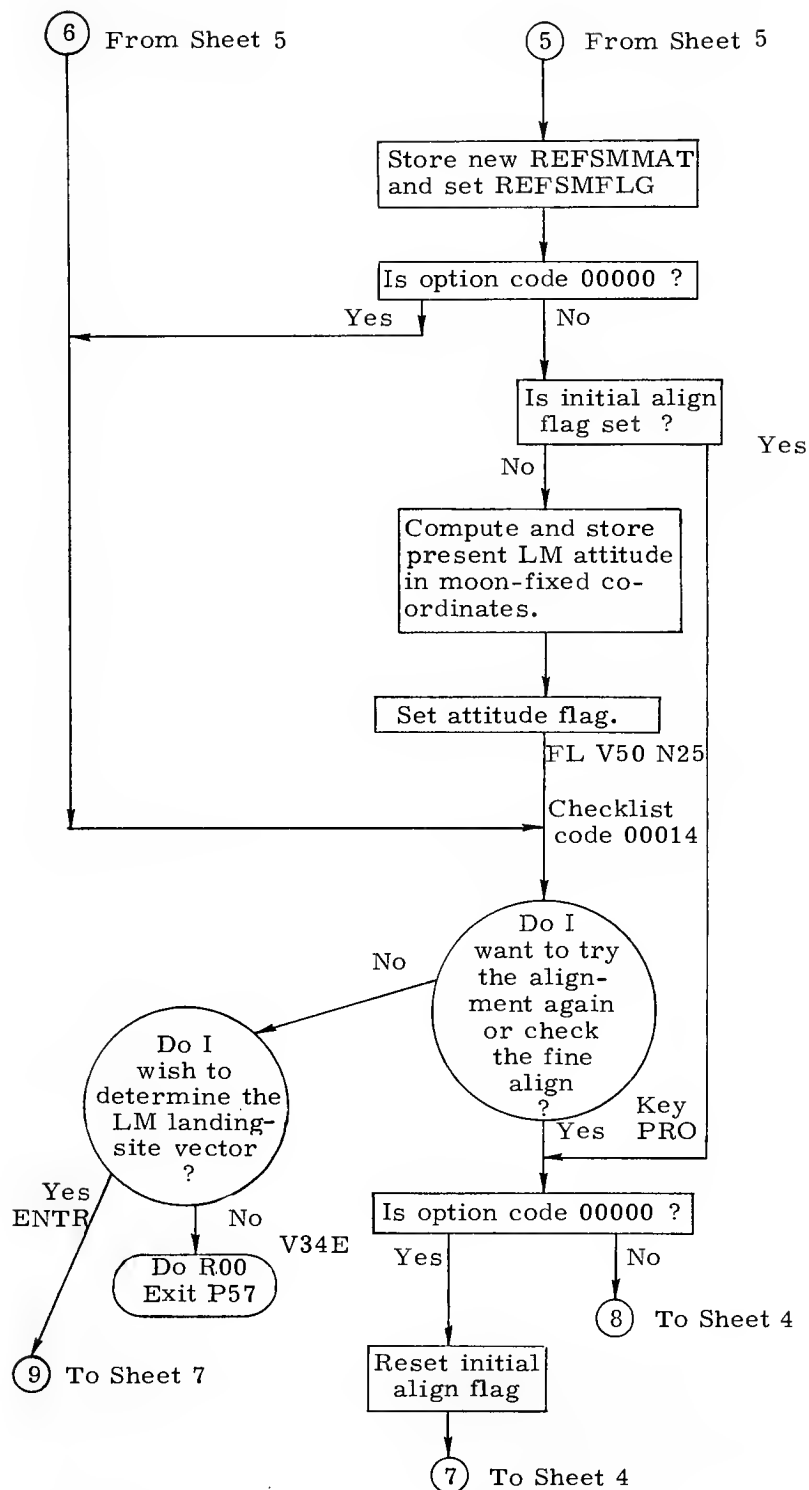 6 From Sheet 5
5 From Sheet 5
Store new REFSMMAT
and set REFSMFLG
Is option code 00000 ?
Yes
No
Is initial align
flag set ?
Yes
No
Compute and store
present LM attitude
in moon-fixed co-
ordinates.
Set attitude flag.
FL V50 N25
Checklist
code 00014
Do I
want to try
the align-
ment again
or check
the fine
align
?
No
Do I
wish to
determine the
LM landing-
site vector
?
Yes
Key
PRO
Yes
ENTR
No
V34E
Do R00
Exit P57
Is option code 00000 ?
Yes
No
8 To Sheet 4
9 To Sheet 7
Reset initial
align flag
7 To Sheet 4